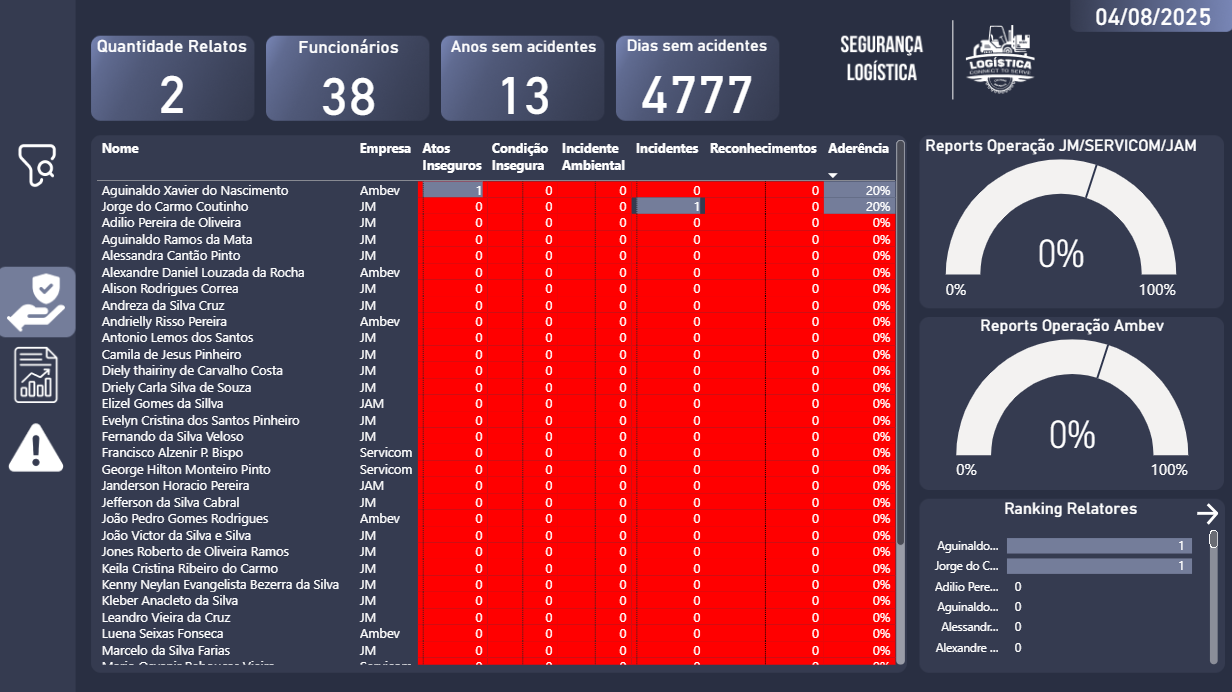 04/08/2025
Quantidade Relatos
2
Funcionários
38
Anos sem acidentes
13
Dias sem acidentes
4777
SEGURANÇA
LOGÍSTICA
LOGÍSTICA
CONNECT TO SERVE
Nome Empresa Atos Inseguros Condição Insegura Incidente Ambiental Incidentes Reconhecimentos Aderência
Aguinaldo Xavier do Nascimento Ambev 1 0 0 0 0 20%
Jorge do Carmo Coutinho JM 0 0 0 1 0 20%
Adilio Pereira de Oliveira JM 0 0 0 0 0 0%
Aguinaldo Ramos da Mata JM 0 0 0 0 0 0%
Alessandra Cantão Pinto JM 0 0 0 0 0 0%
Alexandre Daniel Louzada da Rocha Ambev 0 0 0 0 0 0%
Alison Rodrigues Correa JM 0 0 0 0 0 0%
Andreza da Silva Cruz JM 0 0 0 0 0 0%
Andrielly Risso Pereira Ambev 0 0 0 0 0 0%
Antonio Lemos dos Santos JM 0 0 0 0 0 0%
Camila de Jesus Pinheiro JM 0 0 0 0 0 0%
Diely thairiny de Carvalho Costa JM 0 0 0 0 0 0%
Driely Carla Silva de Souza JM 0 0 0 0 0 0%
Elizel Gomes da Sillva JAM 0 0 0 0 0 0%
Evelyn Cristina dos Santos Pinheiro JM 0 0 0 0 0 0%
Fernando da Silva Veloso JM 0 0 0 0 0 0%
Francisco Alzenir P. Bispo Servicom 0 0 0 0 0 0%
George Hilton Monteiro Pinto Servicom 0 0 0 0 0 0%
Janderson Horacio Pereira JAM 0 0 0 0 0 0%
Jefferson da Silva Cabral JM 0 0 0 0 0 0%
João Pedro Gomes Rodrigues Ambev 0 0 0 0 0 0%
João Victor da Silva e Silva JM 0 0 0 0 0 0%
Jones Roberto de Oliveira Ramos JM 0 0 0 0 0 0%
Keila Cristina Ribeiro do Carmo JM 0 0 0 0 0 0%
Kenny Neylan Evangelista Bezerra da Silva JM 0 0 0 0 0 0%
Kleber Anacleto da Silva JM 0 0 0 0 0 0%
Leandro Vieira da Cruz JM 0 0 0 0 0 0%
Luena Seixas Fonseca Ambev 0 0 0 0 0 0%
Marcelo da Silva Farias JM 0 0 0 0 0 0%
Reports Operação JM/SERVICOM/JAM
0%
0% 100%
Reports Operação Ambev
0%
0% 100%
Ranking Relatores
Aguinaldo... 1
Jorge do C... 1
Adilio Pere... 0
Aguinaldo... 0
Alessandr... 0
Alexandre ... 0